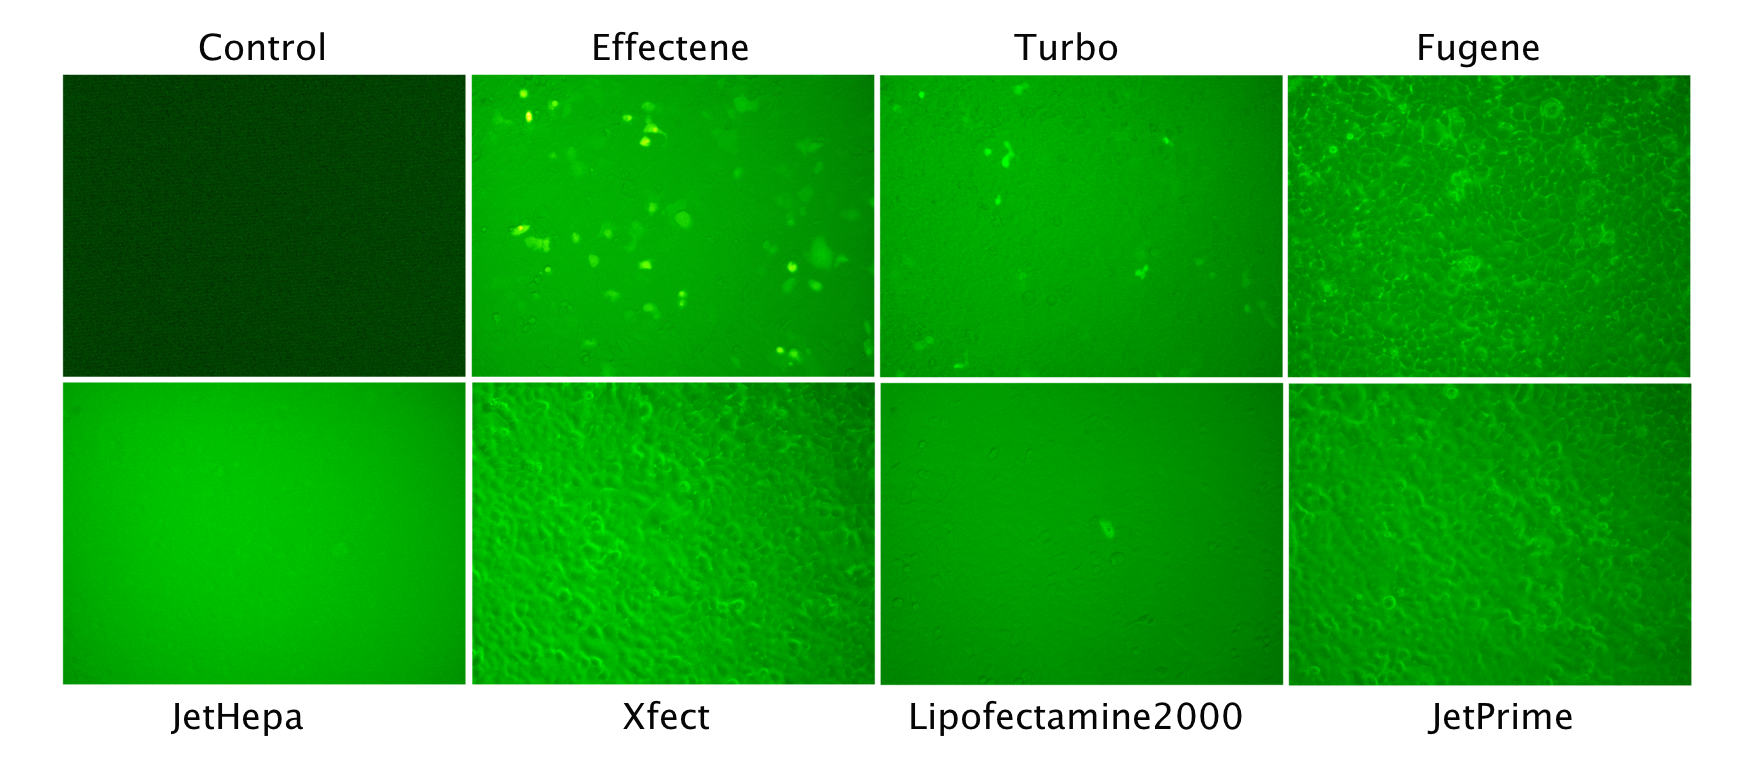 Control Effectene Turbo Fugene
JetHepa Xfect Lipofectamine2000 JetPrime